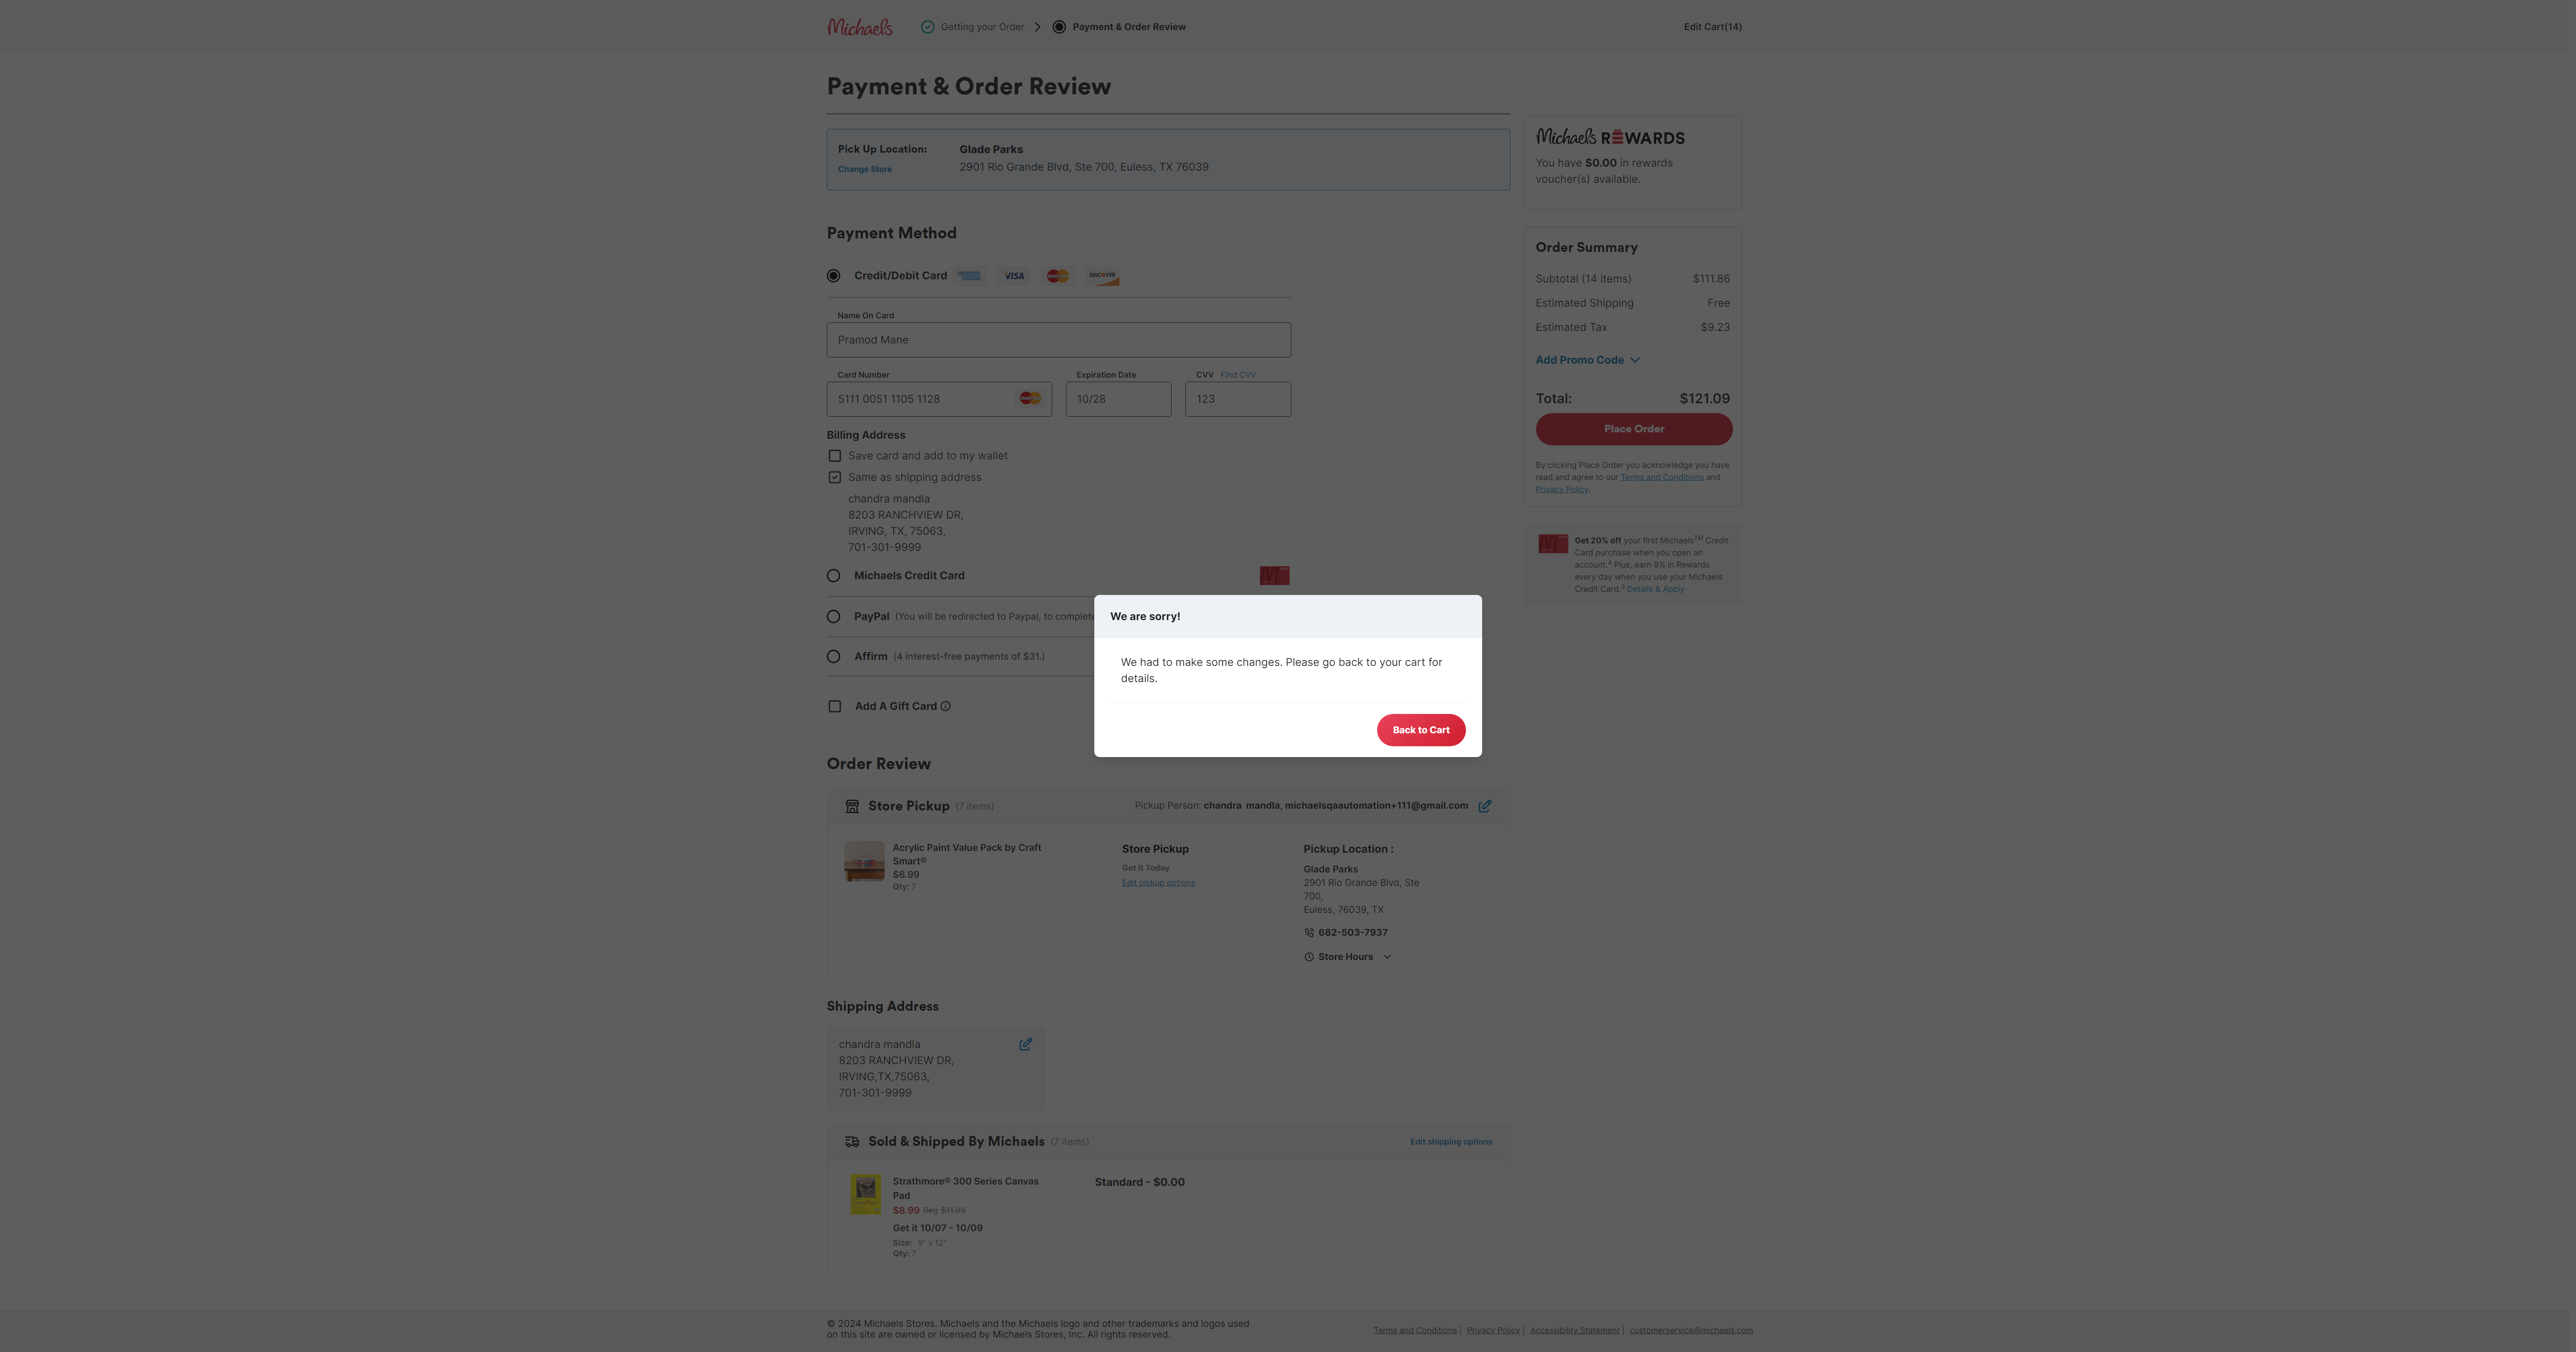 Michaels
Getting your Order
Payment & Order Review
Edit Cart(14)
Payment & Order Review
Pick Up Location:
Glade Parks
Change Store
2901 Rio Grande Blvd, Ste 700, Euless, TX 76039
Michaels REWARDS
You have $0.00 in rewards
voucher(s) available.
Payment Method
Credit/Debit Card
VISA
DISCOVER
Name On Card
Pramod Mane
Card Number
Expiration Date
CVV Find CVV
5111 0051 1105 1128
10/28
123
Billing Address
Save card and add to my wallet
Same as shipping address
chandra mandla
8203 RANCHVIEW DR,
IRVING, TX, 75063,
701-301-9999
Michaels Credit Card
PayPal (You will be redirected to Paypal, to complete
Affirm (4 interest-free payments of $31.)
Add A Gift Card
Order Summary
Subtotal (14 items) $111.86
Estimated Shipping Free
Estimated Tax $9.23
Add Promo Code
Total: $121.09
Place Order
By clicking Place Order you acknowledge you have
read and agree to our Terms and Conditions and
Privacy Policy.
Get 20% off your first Michaels™ Credit
Card purchase when you open an
account.⁴ Plus, earn 9% in Rewards
every day when you use your Michaels
Credit Card.³ Details & Apply
We are sorry!
We had to make some changes. Please go back to your cart for
details.
Back to Cart
Order Review
Store Pickup (7 items)
Pickup Person: chandra mandla, michaelsqaautomation+111@gmail.com
Acrylic Paint Value Pack by Craft
Smart®
$6.99
Qty: 7
Store Pickup
Get it Today
Edit pickup options
Pickup Location :
Glade Parks
2901 Rio Grande Blvd, Ste
700,
Euless, 76039, TX
682-503-7937
Store Hours
Shipping Address
chandra mandla
8203 RANCHVIEW DR,
IRVING,TX,75063,
701-301-9999
Sold & Shipped By Michaels (7 items)
Edit shipping options
Strathmore® 300 Series Canvas
Pad
$8.99 Reg $11.99
Get it 10/07 - 10/09
Size: 9" x 12"
Qty: 7
Standard - $0.00
© 2024 Michaels Stores. Michaels and the Michaels logo and other trademarks and logos used
on this site are owned or licensed by Michaels Stores, Inc. All rights reserved.
Terms and Conditions | Privacy Policy | Accessibility Statement | customerservice@michaels.com